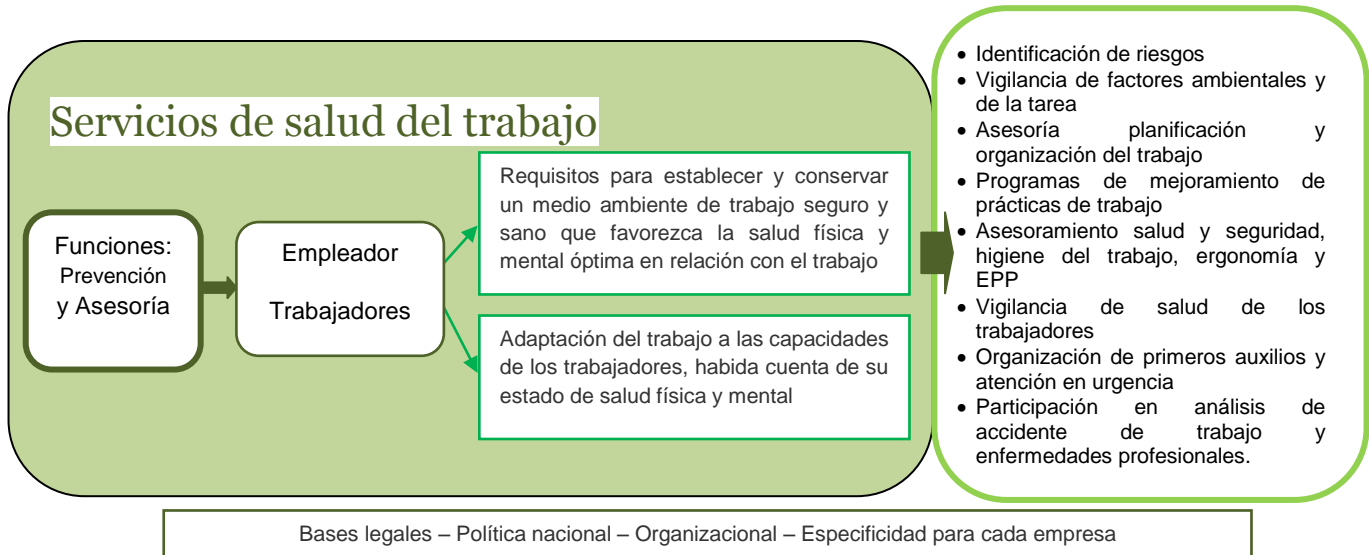 Servicios de salud del trabajo
Funciones:
Prevención
y Asesoría
Empleador
Trabajadores
Requisitos para establecer y conservar
un medio ambiente de trabajo seguro y
sano que favorezca la salud física y
mental óptima en relación con el trabajo
Adaptación del trabajo a las capacidades
de los trabajadores, habida cuenta de su
estado de salud física y mental
• Identificación de riesgos
• Vigilancia de factores ambientales y
de la tarea
• Asesoría planificación y
organización del trabajo
• Programas de mejoramiento de
prácticas de trabajo
• Asesoramiento salud y seguridad,
higiene del trabajo, ergonomía y
EPP
• Vigilancia de salud de los
trabajadores
• Organización de primeros auxilios y
atención en urgencia
• Participación en análisis de
accidente de trabajo y
enfermedades profesionales.
Bases legales – Política nacional – Organizacional – Especificidad para cada empresa